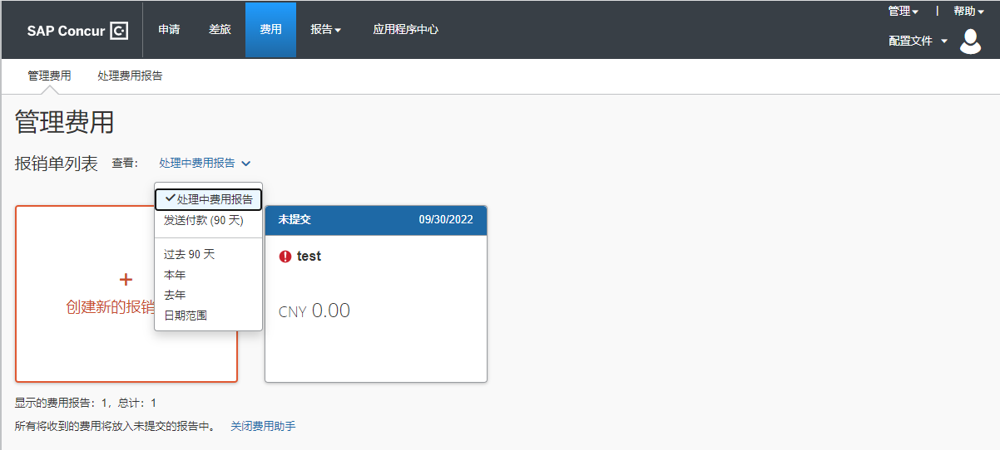 管理 | 帮助
SAP Concur 申请 差旅 费用 报告 应用程序中心 配置文件
管理费用 处理费用报告
管理费用
报销单列表 查看： 处理中费用报告
处理中费用报告
发送付款 (90 天)
过去 90 天
本年
去年
日期范围
+
创建新的报销
未提交 09/30/2022
test
CNY 0.00
显示的费用报告：1，总计：1
所有将收到的费用将放入未提交的报告中。 关闭费用助手